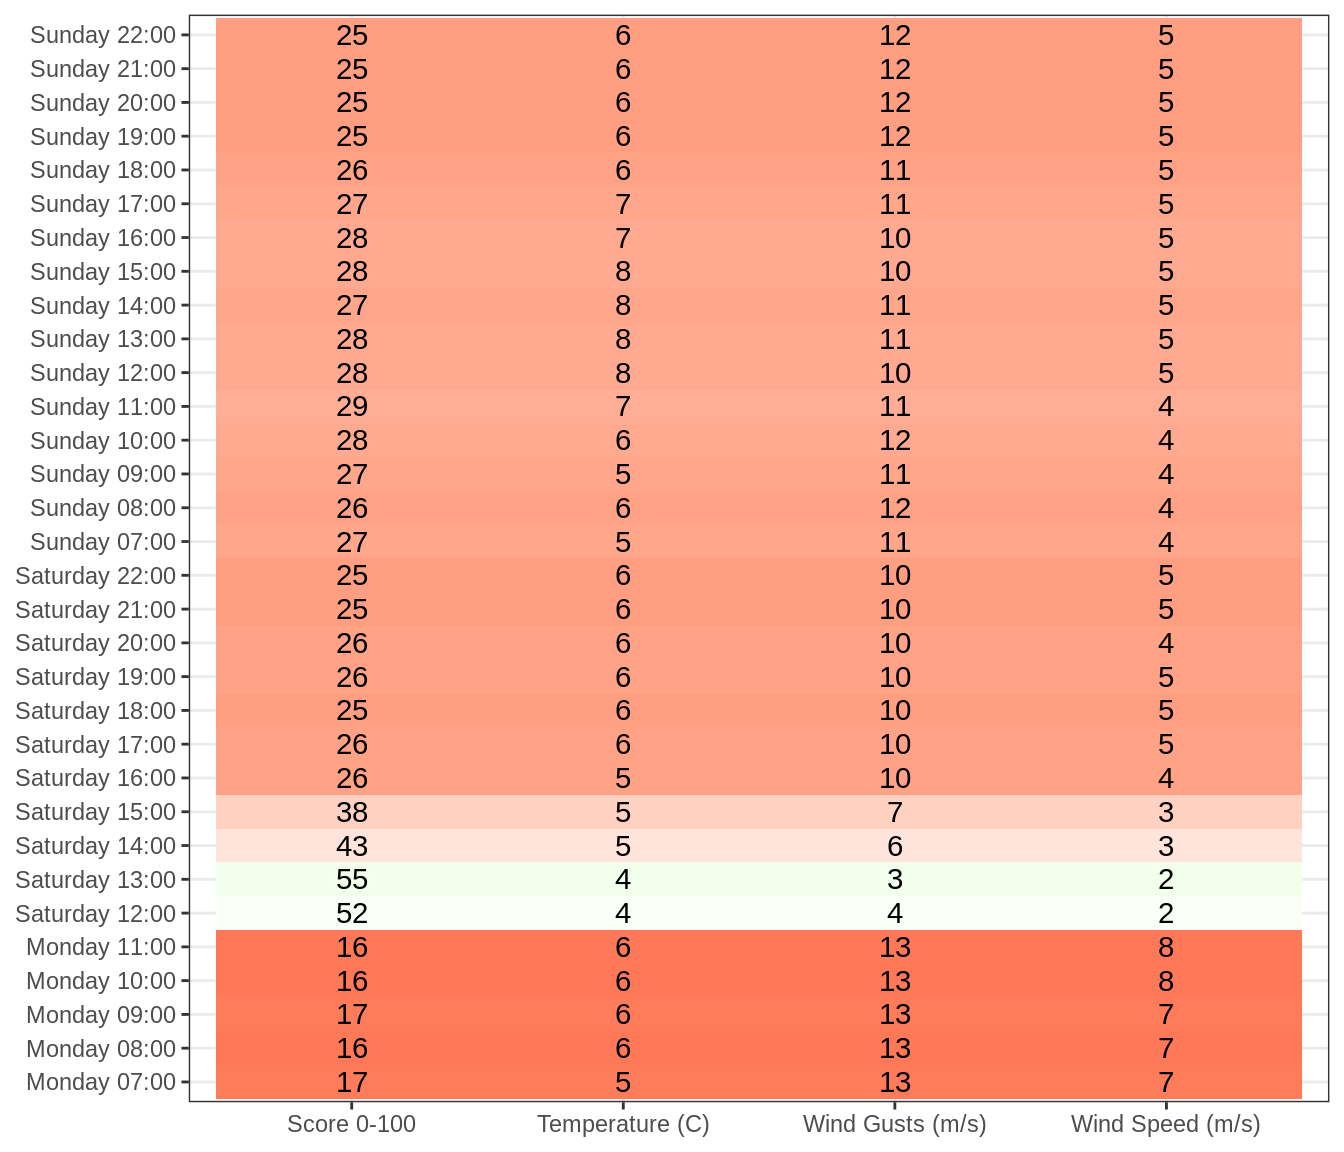 Sunday 22:00 25 6 12 5
Sunday 21:00 25 6 12 5
Sunday 20:00 25 6 12 5
Sunday 19:00 25 6 12 5
Sunday 18:00 26 6 11 5
Sunday 17:00 27 7 11 5
Sunday 16:00 28 7 10 5
Sunday 15:00 28 8 10 5
Sunday 14:00 27 8 11 5
Sunday 13:00 28 8 11 5
Sunday 12:00 28 8 10 5
Sunday 11:00 29 7 11 4
Sunday 10:00 28 6 12 4
Sunday 09:00 27 5 11 4
Sunday 08:00 26 6 12 4
Sunday 07:00 27 5 11 4
Saturday 22:00 25 6 10 5
Saturday 21:00 25 6 10 5
Saturday 20:00 26 6 10 4
Saturday 19:00 26 6 10 5
Saturday 18:00 25 6 10 5
Saturday 17:00 26 6 10 5
Saturday 16:00 26 5 10 4
Saturday 15:00 38 5 7 3
Saturday 14:00 43 5 6 3
Saturday 13:00 55 4 3 2
Saturday 12:00 52 4 4 2
Monday 11:00 16 6 13 8
Monday 10:00 16 6 13 8
Monday 09:00 17 6 13 7
Monday 08:00 16 6 13 7
Monday 07:00 17 5 13 7
Score 0-100 Temperature (C) Wind Gusts (m/s) Wind Speed (m/s)